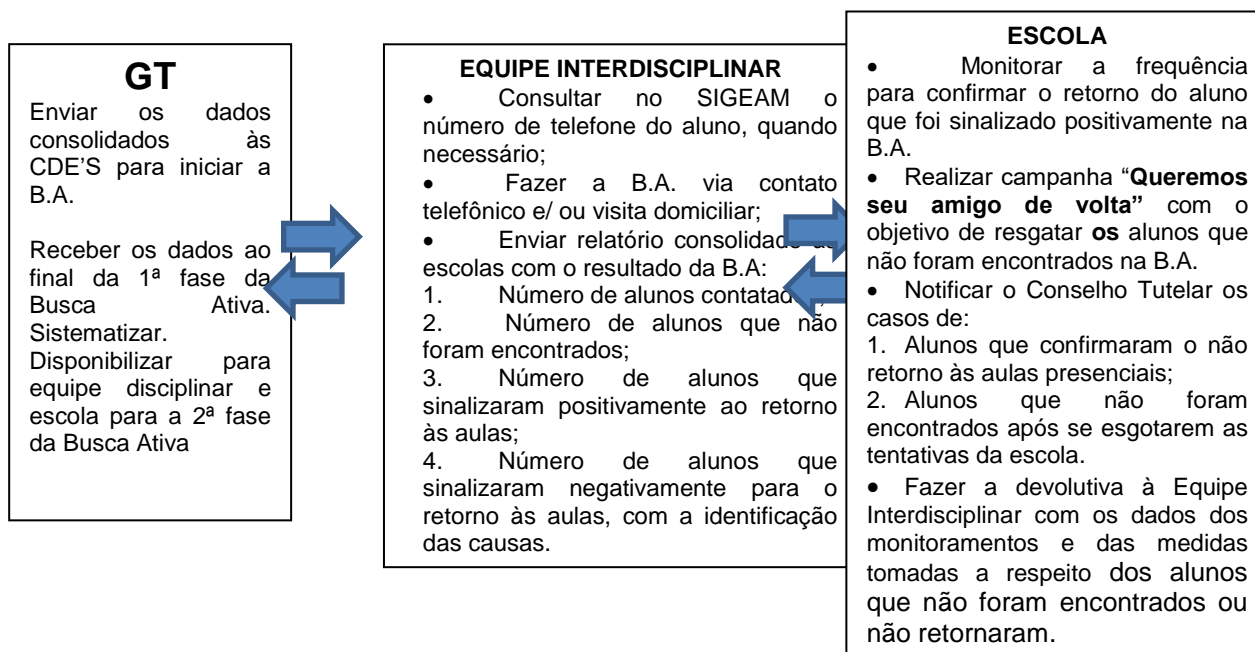 GT
Enviar os dados
consolidados às
CDE'S para iniciar a
B.A.
Receber os dados ao
final da 1ª fase da
Busca Ativa.
Sistematizar.
Disponibilizar para
equipe disciplinar e
escola para a 2ª fase
da Busca Ativa
EQUIPE INTERDISCIPLINAR
• Consultar no SIGEAM o
número de telefone do aluno, quando
necessário;
• Fazer a B.A. via contato
telefônico e/ ou visita domiciliar;
• Enviar relatório consolidado
escolas com o resultado da B.A:
1. Número de alunos
2. Número de alunos que não
foram encontrados;
3. Número de alunos que
sinalizaram positivamente ao retorno
às aulas;
4. Número de alunos que
sinalizaram negativamente para o
retorno às aulas, com a identificação
das causas.
ESCOLA
• Monitorar a frequência
para confirmar o retorno do aluno
que foi sinalizado positivamente na
B.A.
• Realizar campanha “Queremos
seu amigo de volta” com o
objetivo de resgatar os alunos que
não foram encontrados na B.A.
• Notificar o Conselho Tutelar os
casos de:
1. Alunos que confirmaram o não
retorno às aulas presenciais;
2. Alunos que não foram
encontrados após se esgotarem as
tentativas da escola.
• Fazer a devolutiva à Equipe
Interdisciplinar com os dados dos
monitoramentos e das medidas
tomadas a respeito dos alunos
que não foram encontrados ou
não retornaram.